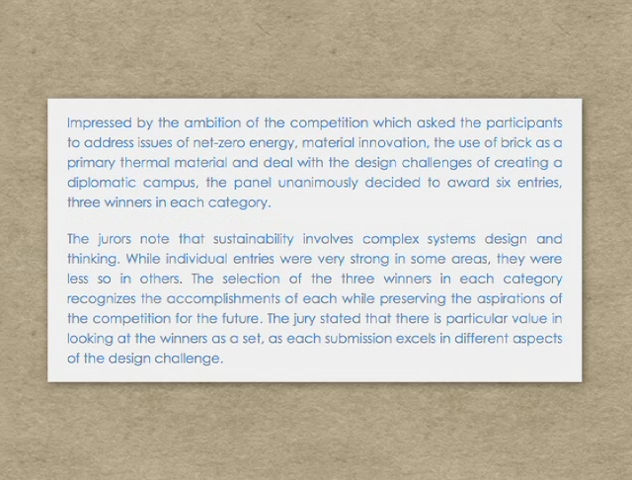 Impressed by the ambition of the competition which asked the participants
to address issues of net-zero energy, material innovation, the use of brick as a
primary thermal material and deal with the design challenges of creating a
diplomatic campus, the panel unanimously decided to award six entries,
three winners in each category.
The jurors note that sustainability involves complex systems design and
thinking. While individual entries were very strong in some areas, they were
less so in others. The selection of the three winners in each category
recognizes the accomplishments of each while preserving the aspirations of
the competition for the future. The jury stated that there is particular value in
looking at the winners as a set, as each submission excels in different aspects
of the design challenge.